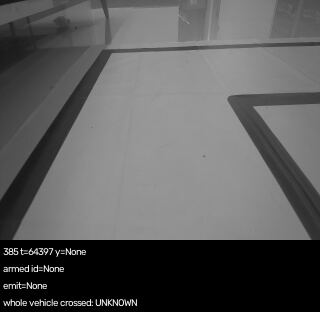 385 t=64397 y=None
armed id=None
emit=None
whole vehicle crossed: UNKNOWN